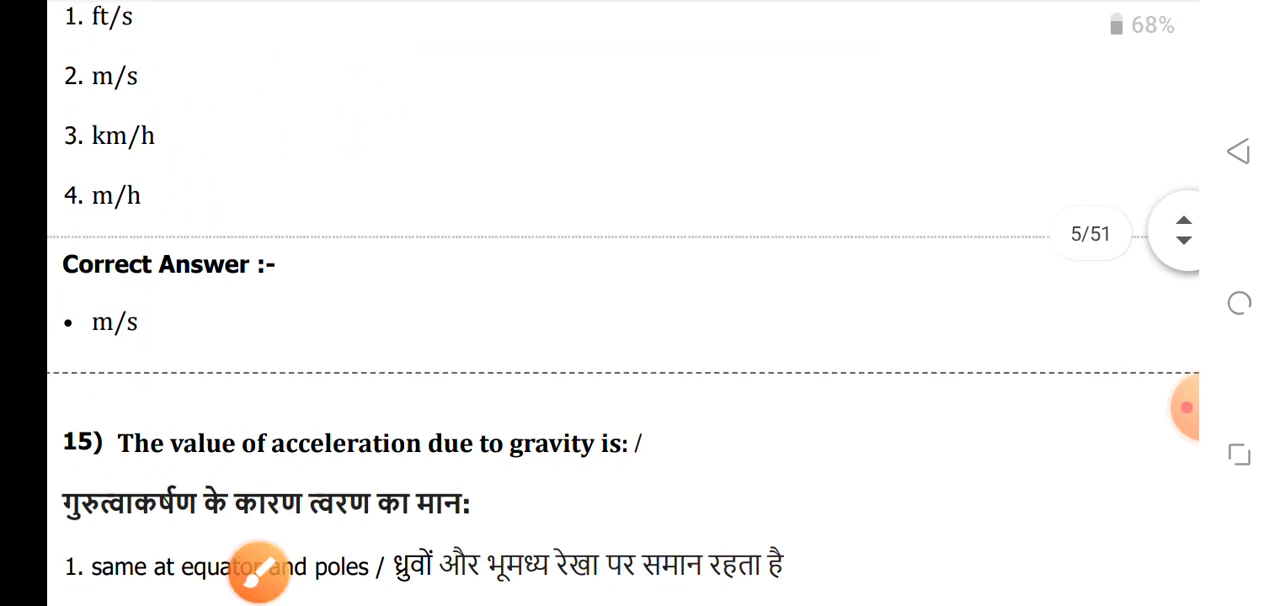 1. ft/s
68%
2. m/s
3. km/h
4. m/h
5/51
Correct Answer :-
• m/s
15) The value of acceleration due to gravity is: /
गुरुत्वाकर्षण के कारण त्वरण का मान:
1. same at equator and poles / ध्रुवों और भूमध्य रेखा पर समान रहता है